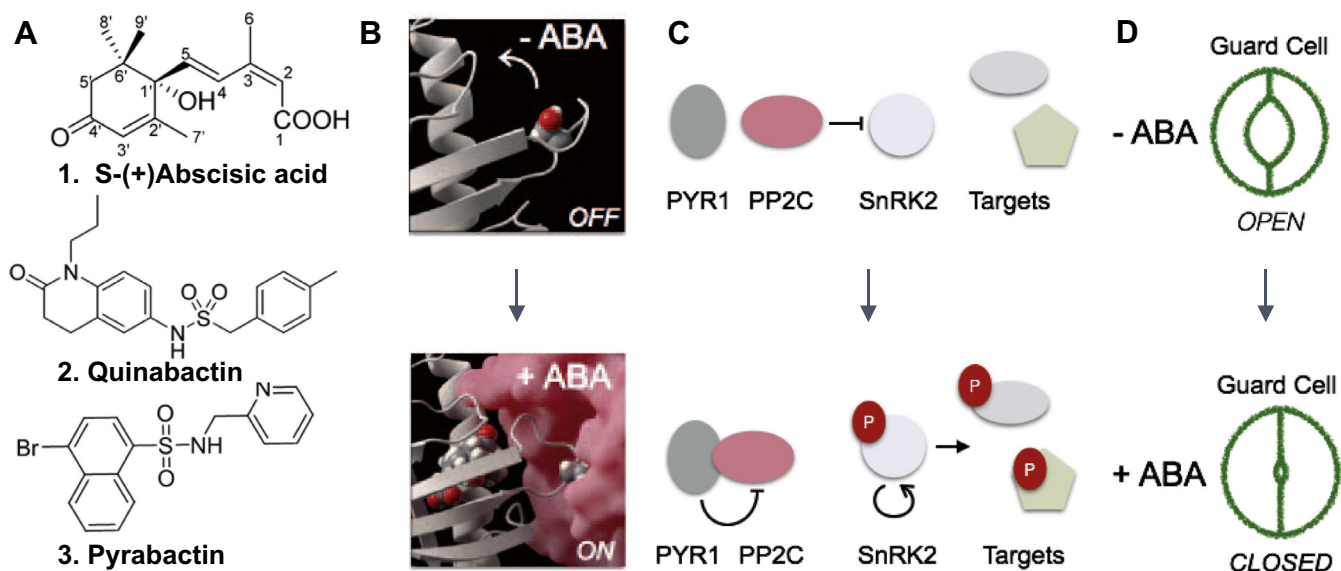 A
8'
9'
6
5'
6'
5
3
2
1'
4
OH
COOH
O
4'
2'
7'
1
3'
1. S-(+)Abscisic acid
O
N
O
O
S
N
H
2. Quinabactin
O
N
Br
S
NH
O
3. Pyrabactin
B
- ABA
OFF
+ ABA
ON
C
PYR1 PP2C SnRK2 Targets
P
P
P
PYR1 PP2C SnRK2 Targets
D
Guard Cell
- ABA
OPEN
Guard Cell
+ ABA
CLOSED